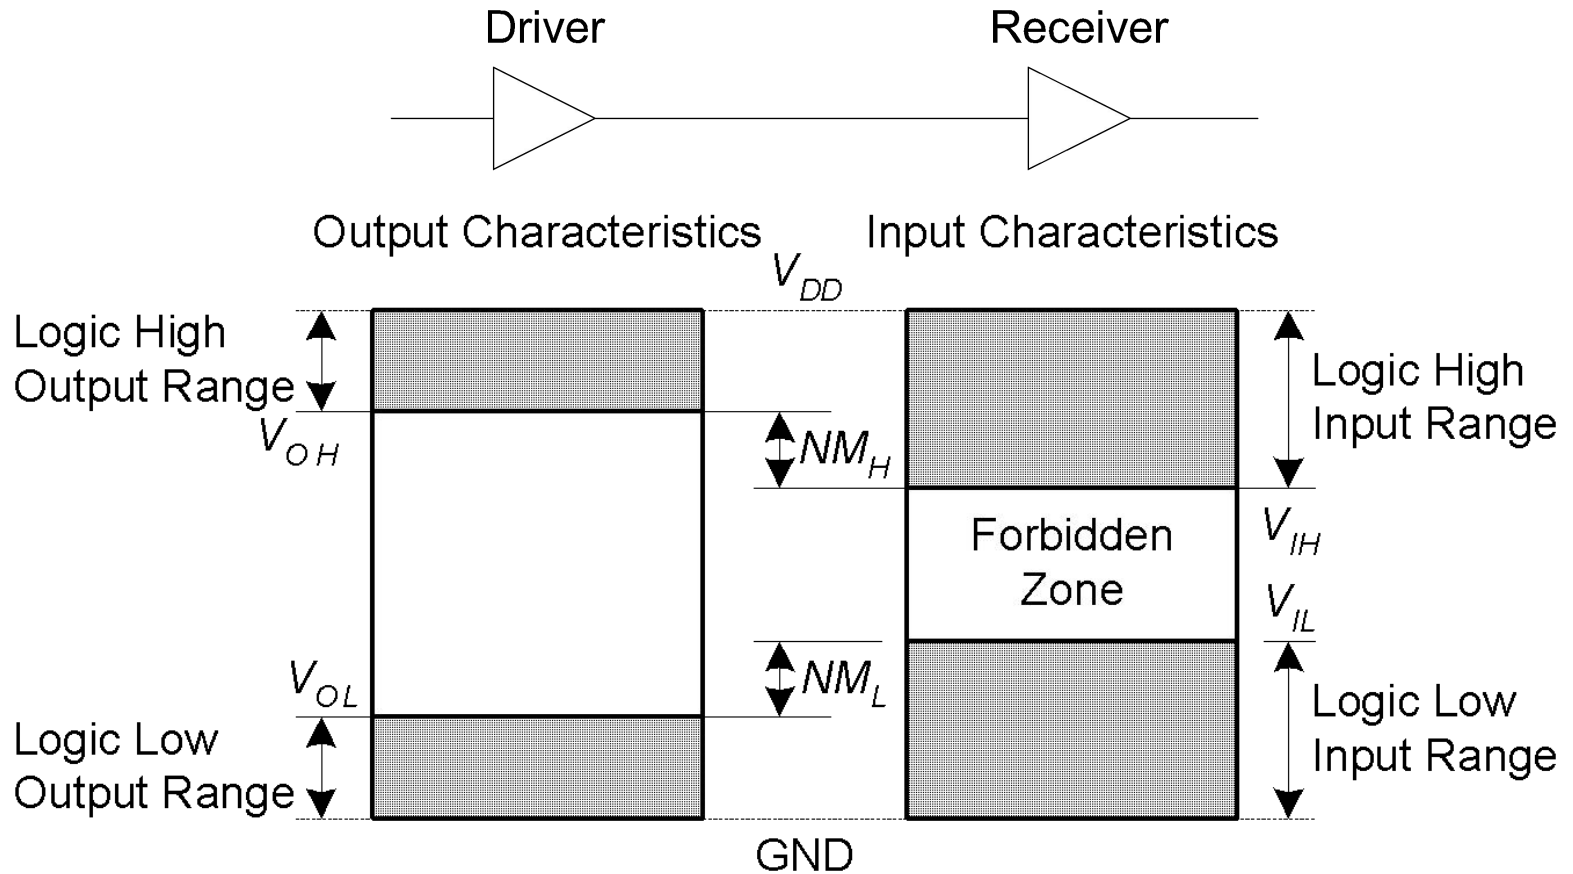 Driver
Receiver
Output Characteristics
Input Characteristics
VDD
Logic High
Output Range
VOH
NMH
Logic High
Input Range
Forbidden
Zone
VIH
VIL
VOL
NML
Logic Low
Output Range
Logic Low
Input Range
GND